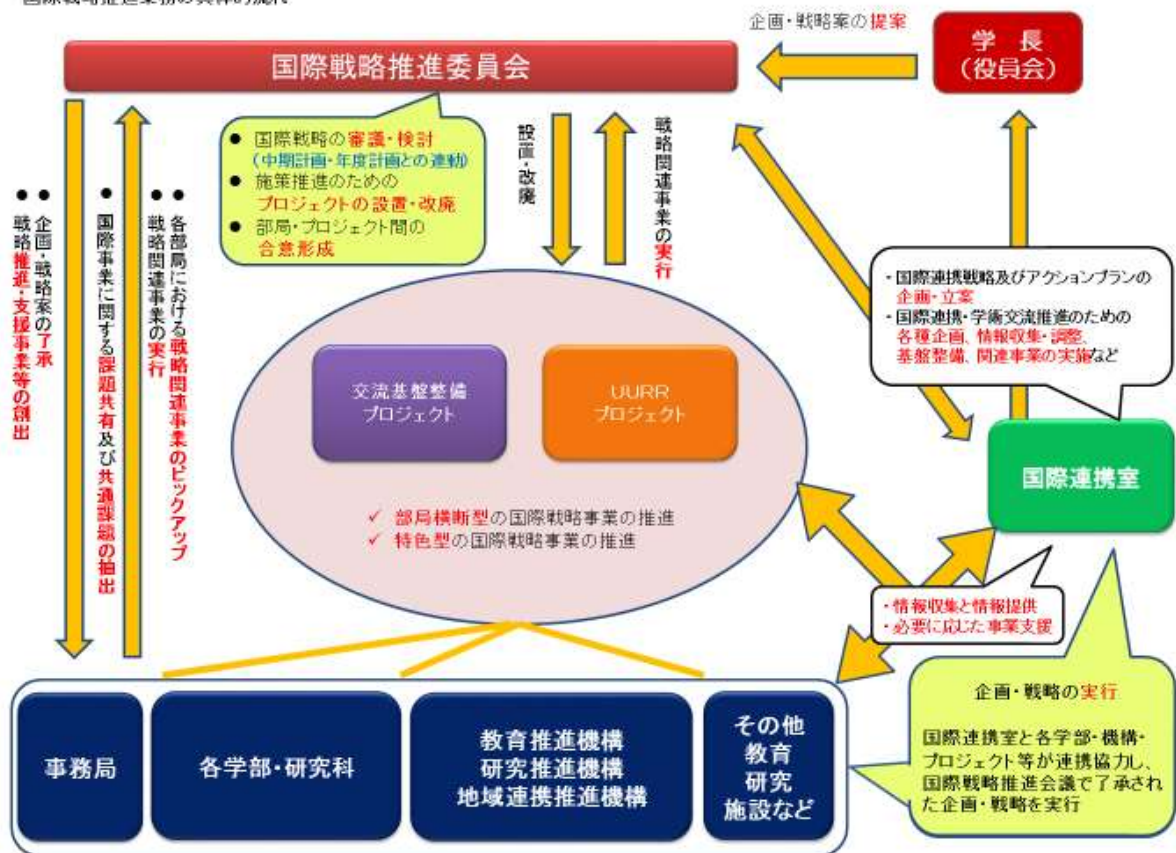 企画・戦略案の提案
学 長
（役員会）
国際戦略推進委員会
● 国際戦略の審議・検討
（中期計画・年度計画との連動）
● 施策推進のための
プロジェクトの設置・改廃
● 部局・プロジェクト間の
合意形成
設置・改廃
戦略関連事業の実行
● 企画・戦略案の了承
● 戦略推進・支援事業等の創出
● 各部局における戦略関連事業のピックアップ
● 戦略関連事業の実行
● 国際事業に関する課題共有及び共通課題の抽出
・国際連携戦略及びアクションプランの
企画・立案
・国際連携・学術交流推進のための
各種企画、情報収集・調整、
基盤整備、関連事業の実施など
交流基盤整備
プロジェクト
UURR
プロジェクト
国際連携室
✓ 部局横断型の国際戦略事業の推進
✓ 特色型の国際戦略事業の推進
・情報収集と情報提供
・必要に応じた事業支援
事務局
各学部・研究科
教育推進機構
研究推進機構
地域連携推進機構
その他
教育
研究
施設など
企画・戦略の実行
国際連携室と各学部・機構・
プロジェクト等が連携協力し、
国際戦略推進会議で了承され
た企画・戦略を実行